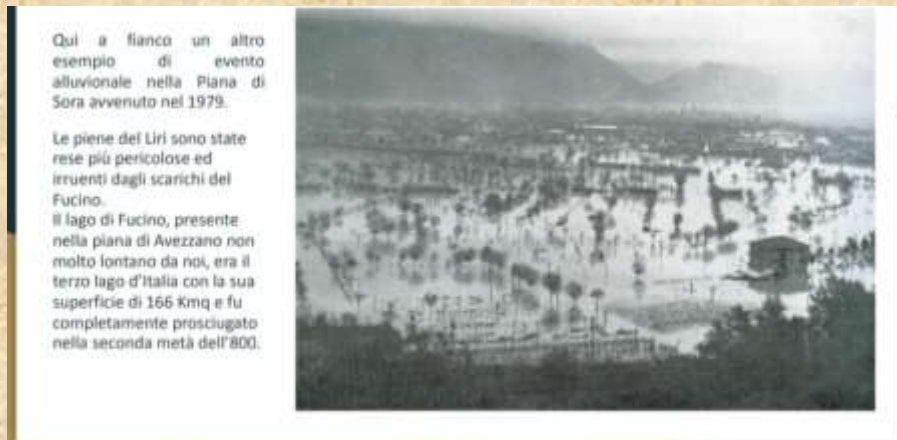 Qui a fianco un altro
esempio di evento
alluvionale nella Piana di
Sora avvenuto nel 1979.
Le piene del Liri sono state
rese più pericolose ed
irruenti dagli scarichi del
Fucino.
Il lago di Fucino, presente
nella piana di Avezzano non
molto lontano da noi, era il
terzo lago d'Italia con la sua
superficie di 166 Kmq e fu
completamente prosciugato
nella seconda metà dell'800.